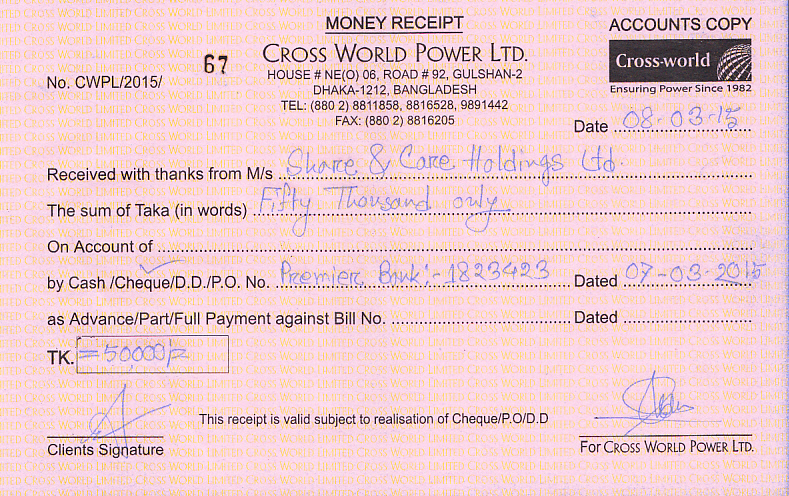 MONEY RECEIPT
ACCOUNTS COPY
No. CWPL/2015/ 67
CROSS WORLD POWER LTD.
HOUSE # NE(O) 06, ROAD # 92, GULSHAN-2
DHAKA-1212, BANGLADESH
TEL: (880 2) 8811858, 8816528, 9891442
FAX: (880 2) 8816205
Cross-world
Ensuring Power Since 1982
Date 08-03-15
Received with thanks from M/s Share & Care Holdings Ltd.
The sum of Taka (in words) Fifty Thousand only
On Account of
by Cash /Cheque/D.D./P.O. No. Premier Bank:-1823423 Dated 07-03-2015
as Advance/Part/Full Payment against Bill No. Dated
TK. =50,000/=
This receipt is valid subject to realisation of Cheque/P.O/D.D
Clients Signature
For CROSS WORLD POWER LTD.